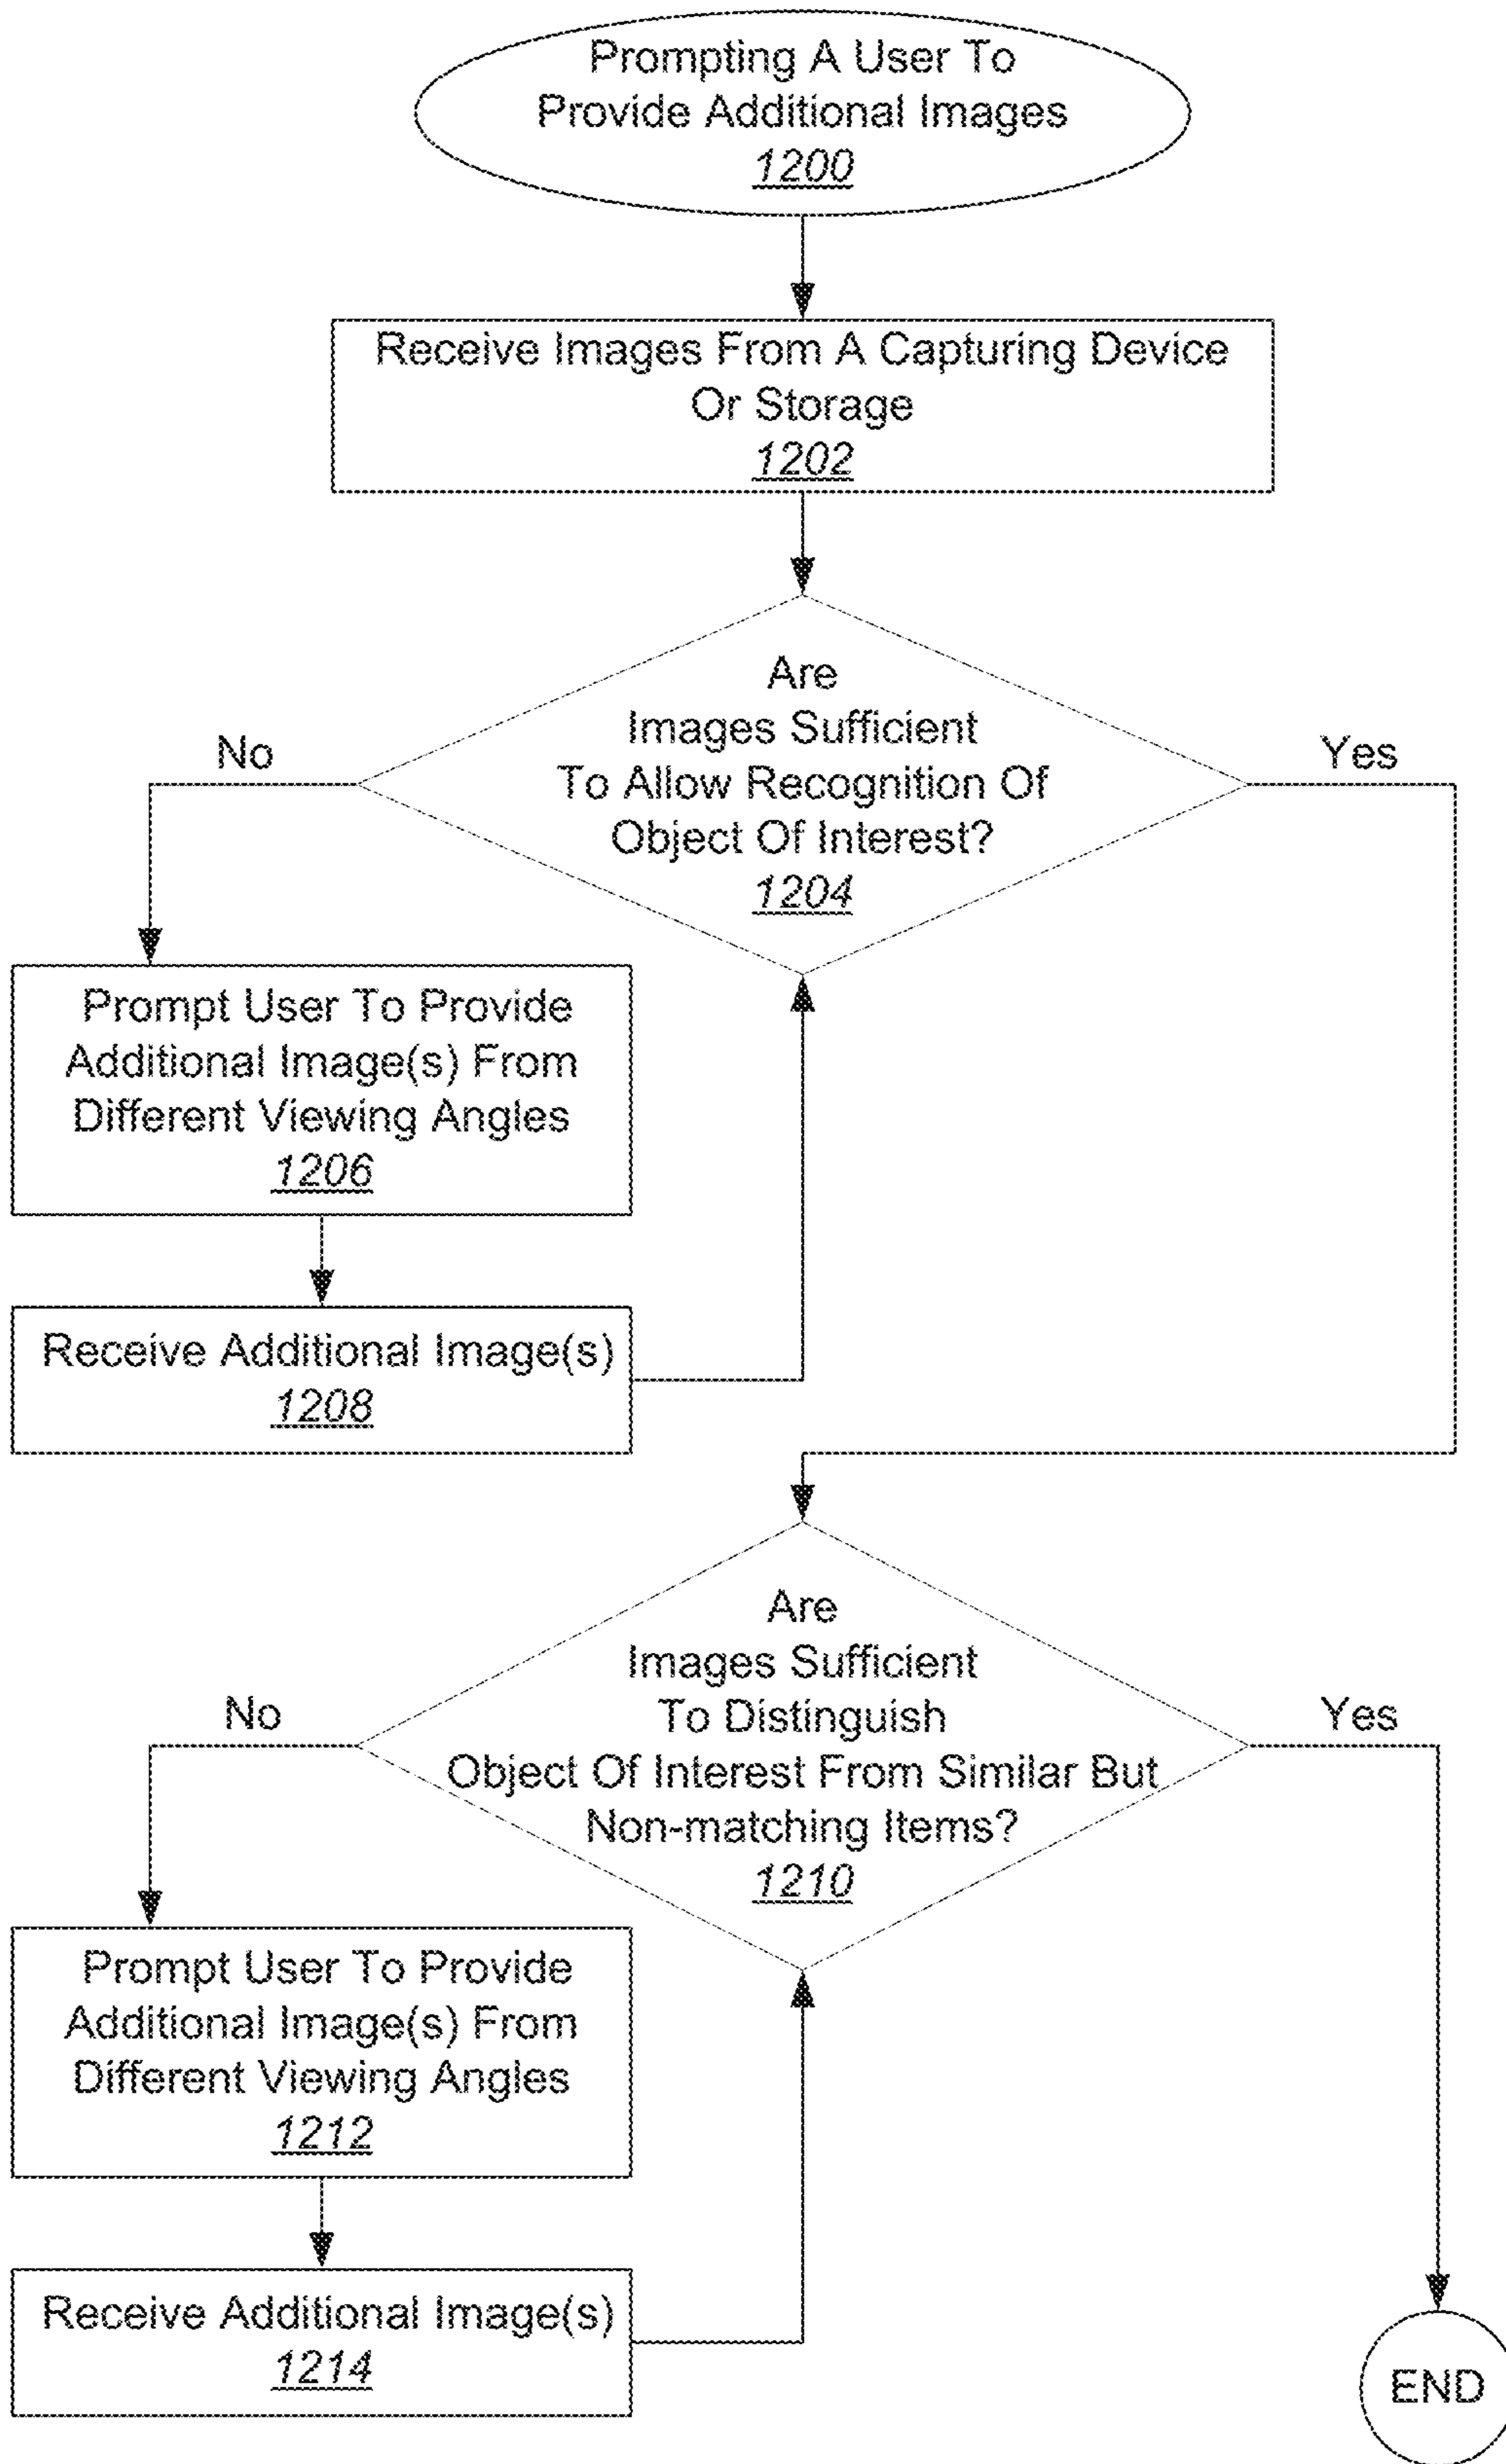 Prompting A User To
Provide Additional Images
1200
Receive Images From A Capturing Device
Or Storage
1202
Are
Images Sufficient
To Allow Recognition Of
Object Of Interest?
1204
No
Yes
Prompt User To Provide
Additional Image(s) From
Different Viewing Angles
1206
Receive Additional Image(s)
1208
Are
Images Sufficient
To Distinguish
Object Of Interest From Similar But
Non-matching Items?
1210
No
Yes
Prompt User To Provide
Additional Image(s) From
Different Viewing Angles
1212
Receive Additional Image(s)
1214
END